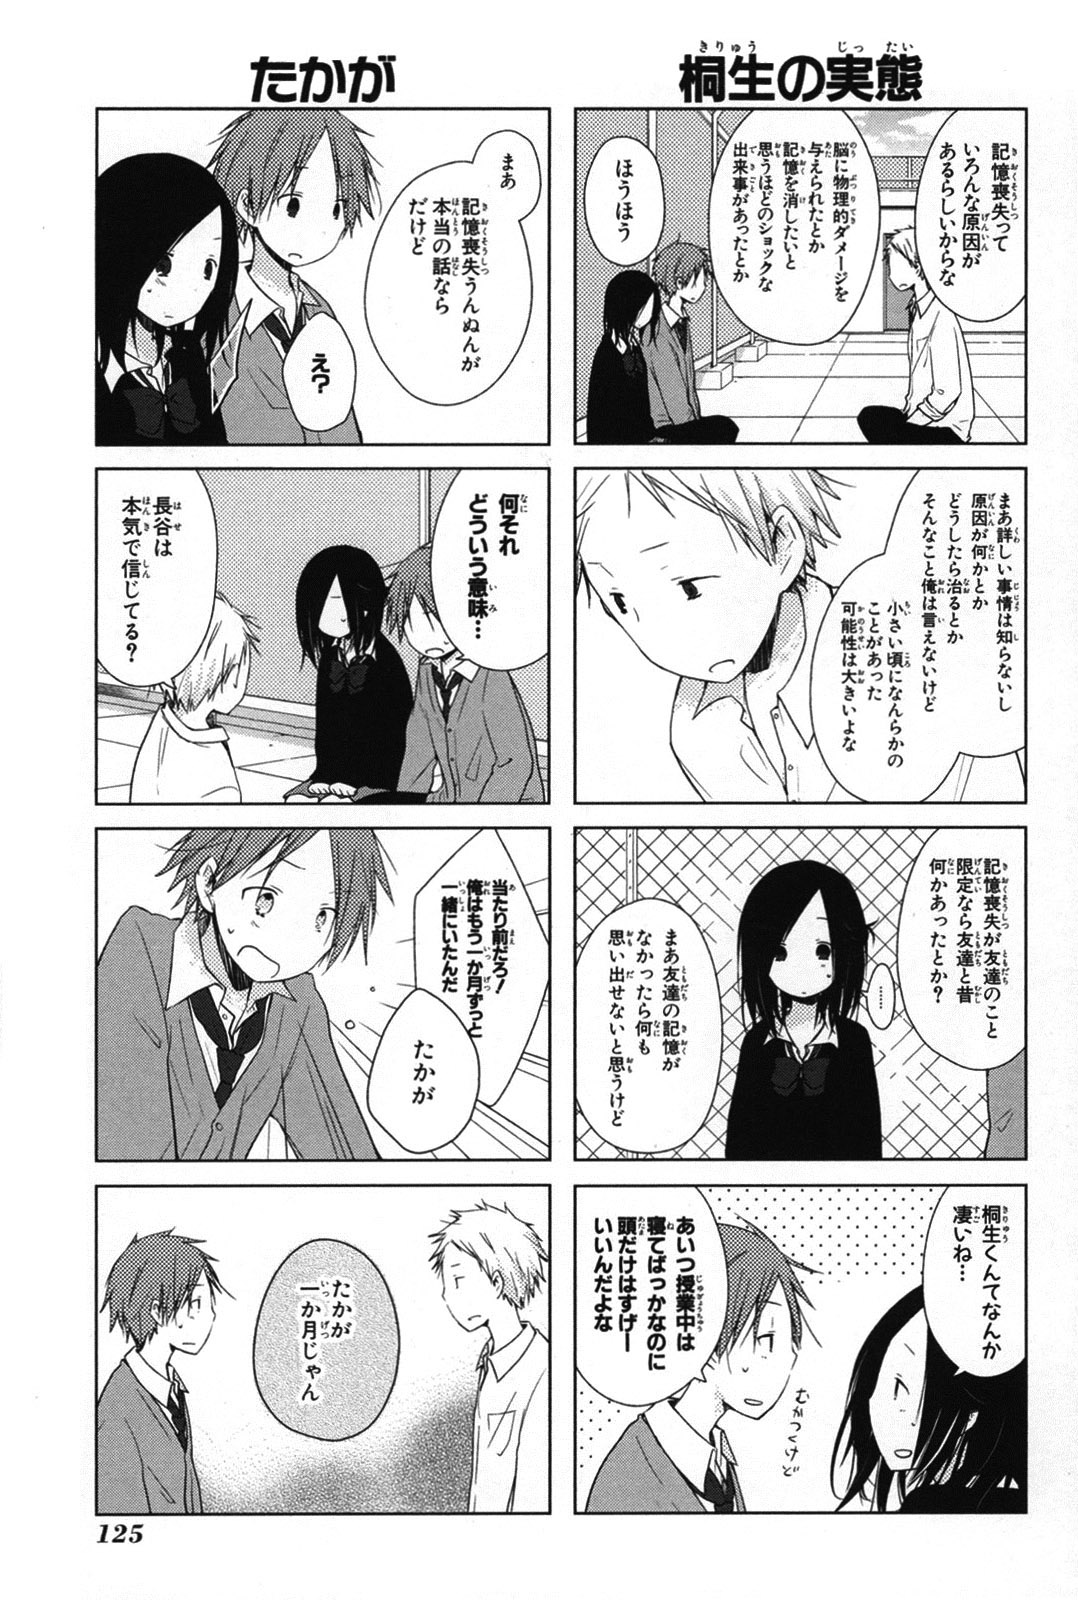 桐生の実態
記憶喪失って
いろんな原因が
あるらしいからな
脳に物理的ダメージを
与えられたとか
記憶を消したいと
思うほどのショックな
出来事があったとか
ほうほう
まあ詳しい事情は知らないし
原因が何かとか
どうしたら治るとか
そんなこと俺は言えないけど
小さい頃になんらかの
ことがあった
可能性は大きいよな
記憶喪失が友達のこと
限定なら友達と昔
何かあったとか？
……
まあ友達の記憶が
なかったら何も
思い出せないと思うけど
桐生くんてなんか
凄いね…
あいつ授業中は
寝てばっかなのに
頭だけはすげー
いいんだよな
むかつくけど
たかが
まあ
記憶喪失うんぬんが
本当の話なら
だけど
え？
何それ
どういう意味…
長谷は
本気で信じてる？
当たり前だろ！
俺はもう一か月ずっと
一緒にいたんだ
たかが
たかが
一か月じゃん
125